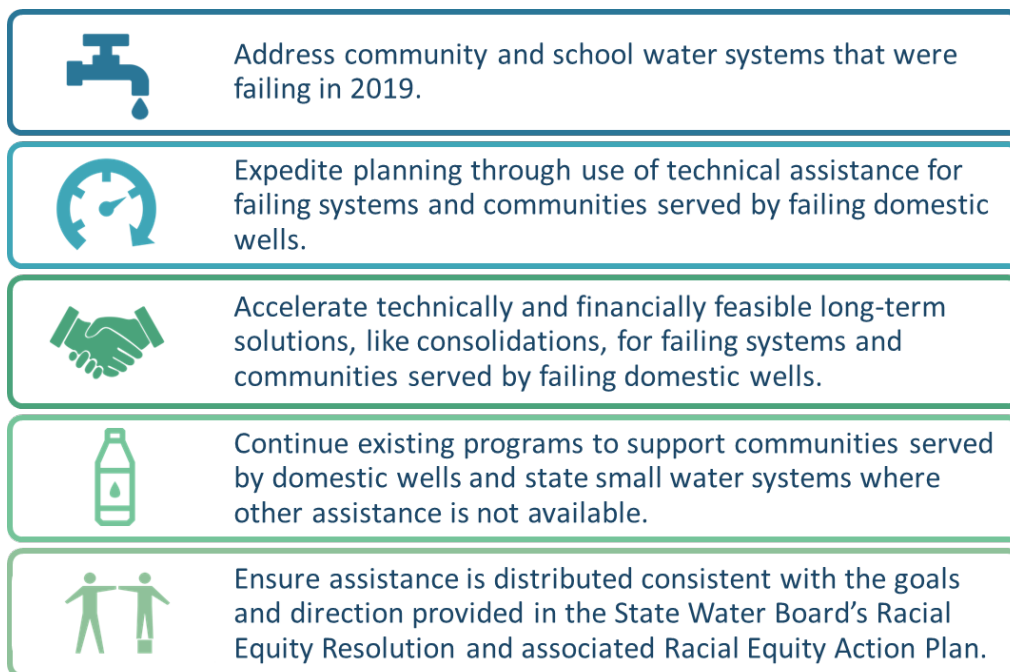 Address community and school water systems that were
failing in 2019.
Expedite planning through use of technical assistance for
failing systems and communities served by failing domestic
wells.
Accelerate technically and financially feasible long-term
solutions, like consolidations, for failing systems and
communities served by failing domestic wells.
Continue existing programs to support communities served
by domestic wells and state small water systems where
other assistance is not available.
Ensure assistance is distributed consistent with the goals
and direction provided in the State Water Board’s Racial
Equity Resolution and associated Racial Equity Action Plan.